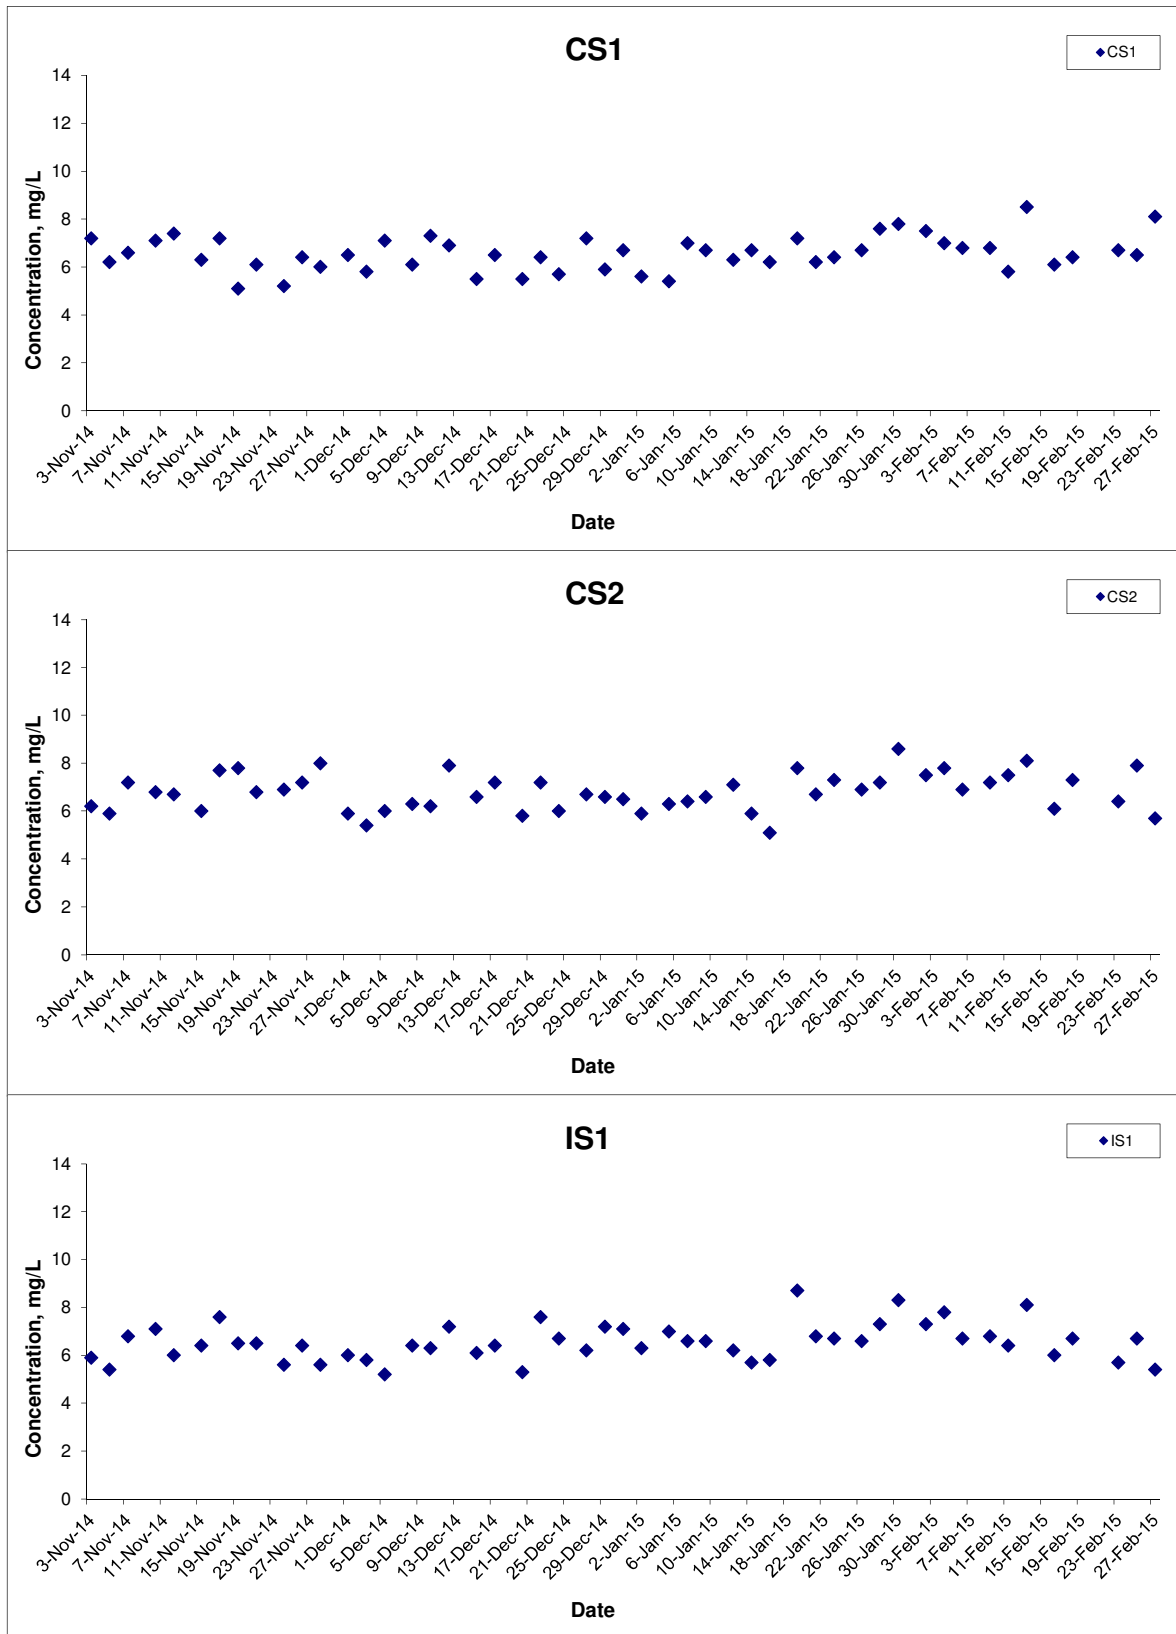 CS1
CS1
14
12
10
8
6
4
2
0
Concentration, mg/L
3-Nov-14
7-Nov-14
11-Nov-14
15-Nov-14
19-Nov-14
23-Nov-14
27-Nov-14
1-Dec-14
5-Dec-14
9-Dec-14
13-Dec-14
17-Dec-14
21-Dec-14
25-Dec-14
29-Dec-14
2-Jan-15
6-Jan-15
10-Jan-15
14-Jan-15
18-Jan-15
22-Jan-15
26-Jan-15
30-Jan-15
3-Feb-15
7-Feb-15
11-Feb-15
15-Feb-15
19-Feb-15
23-Feb-15
27-Feb-15
Date
CS2
CS2
14
12
10
8
6
4
2
0
Concentration, mg/L
3-Nov-14
7-Nov-14
11-Nov-14
15-Nov-14
19-Nov-14
23-Nov-14
27-Nov-14
1-Dec-14
5-Dec-14
9-Dec-14
13-Dec-14
17-Dec-14
21-Dec-14
25-Dec-14
29-Dec-14
2-Jan-15
6-Jan-15
10-Jan-15
14-Jan-15
18-Jan-15
22-Jan-15
26-Jan-15
30-Jan-15
3-Feb-15
7-Feb-15
11-Feb-15
15-Feb-15
19-Feb-15
23-Feb-15
27-Feb-15
Date
IS1
IS1
14
12
10
8
6
4
2
0
Concentration, mg/L
3-Nov-14
7-Nov-14
11-Nov-14
15-Nov-14
19-Nov-14
23-Nov-14
27-Nov-14
1-Dec-14
5-Dec-14
9-Dec-14
13-Dec-14
17-Dec-14
21-Dec-14
25-Dec-14
29-Dec-14
2-Jan-15
6-Jan-15
10-Jan-15
14-Jan-15
18-Jan-15
22-Jan-15
26-Jan-15
30-Jan-15
3-Feb-15
7-Feb-15
11-Feb-15
15-Feb-15
19-Feb-15
23-Feb-15
27-Feb-15
Date